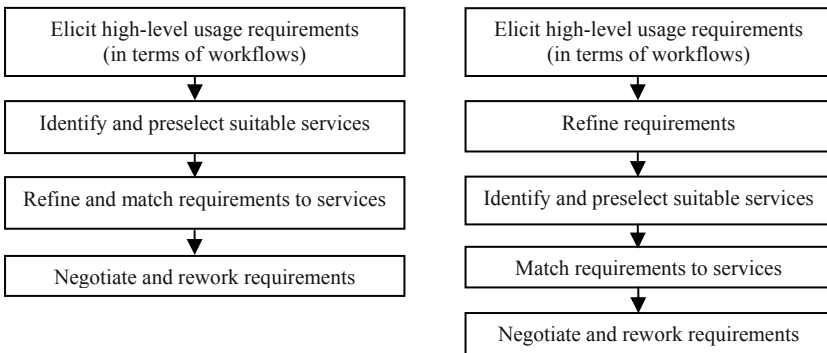 Elicit high-level usage requirements
(in terms of workflows)
Identify and preselect suitable services
Refine and match requirements to services
Negotiate and rework requirements
Elicit high-level usage requirements
(in terms of workflows)
Refine requirements
Identify and preselect suitable services
Match requirements to services
Negotiate and rework requirements